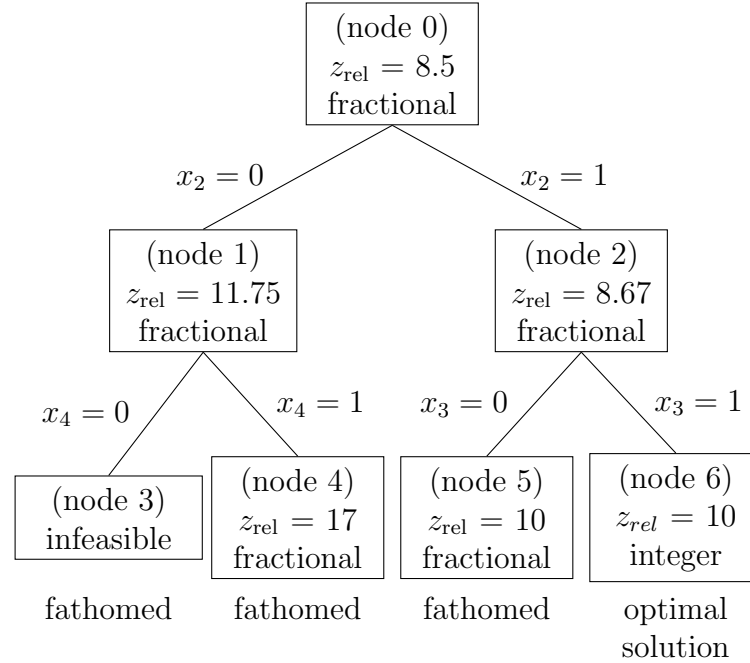 (node 0)
z_rel = 8.5
fractional
x_2 = 0
x_2 = 1
(node 1)
z_rel = 11.75
fractional
(node 2)
z_rel = 8.67
fractional
x_4 = 0
x_4 = 1
x_3 = 0
x_3 = 1
(node 3)
infeasible
(node 4)
z_rel = 17
fractional
(node 5)
z_rel = 10
fractional
(node 6)
z_rel = 10
integer
fathomed
fathomed
fathomed
optimal
solution